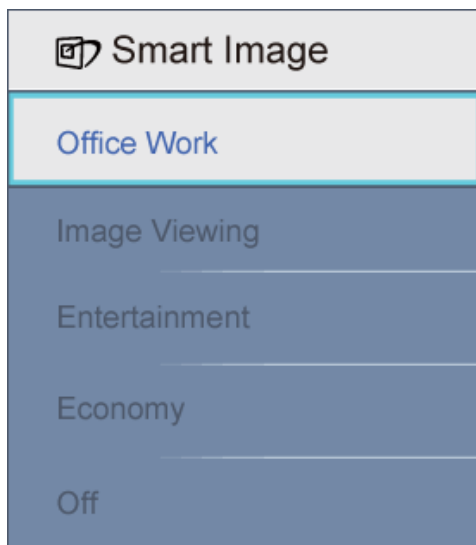 Smart Image
Office Work
Image Viewing
Entertainment
Economy
Off